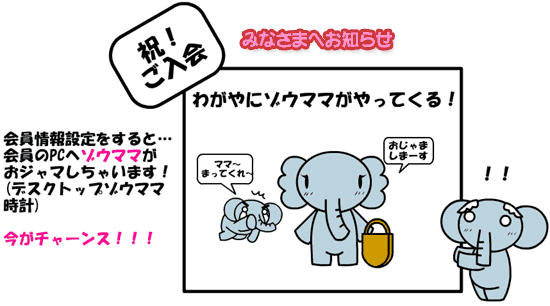 祝！
ご入会
みなさまへお知らせ
わがやにゾウママがやってくる！
会員情報設定をすると…
会員のPCへゾウママが
おジャマしちゃいます！
(デスクトップゾウママ
時計)
今がチャーンス！！！
ママ～
まってくれ～
おじゃま
しまーす
！！